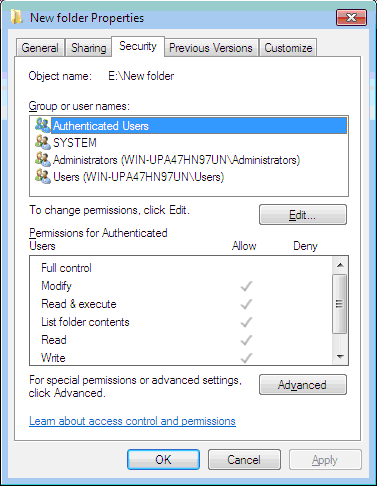 New folder Properties
General Sharing Security Previous Versions Customize
Object name: E:\New folder
Group or user names:
Authenticated Users
SYSTEM
Administrators (WIN-UPA47HN97UN\Administrators)
Users (WIN-UPA47HN97UN\Users)
To change permissions, click Edit. Edit...
Permissions for Authenticated
Users Allow Deny
Full control
Modify
Read & execute
List folder contents
Read
Write
For special permissions or advanced settings,
click Advanced. Advanced
Learn about access control and permissions
OK Cancel Apply